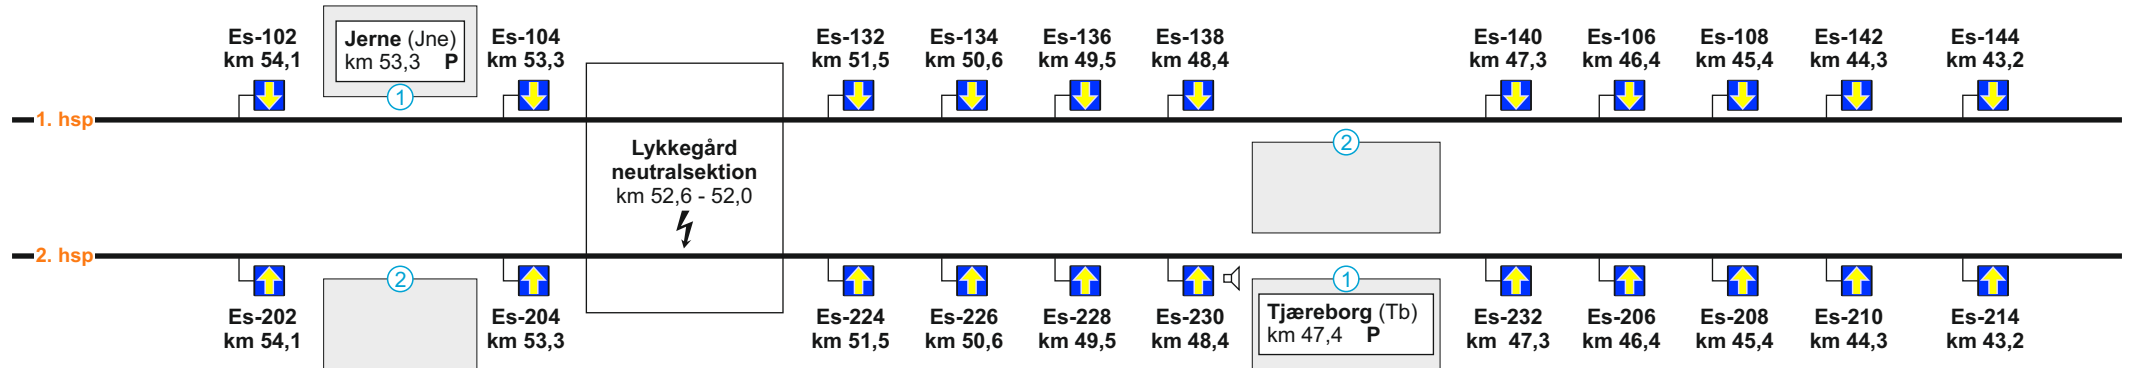 Es-102
km 54,1
Jerne (Jne)
km 53,3 P
1
Es-104
km 53,3
Es-132
km 51,5
Es-134
km 50,6
Es-136
km 49,5
Es-138
km 48,4
Es-140
km 47,3
Es-106
km 46,4
Es-108
km 45,4
Es-142
km 44,3
Es-144
km 43,2
1. hsp
Lykkegård
neutralsektion
km 52,6 - 52,0
2
2. hsp
2
1
Es-202
km 54,1
Es-204
km 53,3
Es-224
km 51,5
Es-226
km 50,6
Es-228
km 49,5
Es-230
km 48,4
Tjæreborg (Tb)
km 47,4 P
Es-232
km 47,3
Es-206
km 46,4
Es-208
km 45,4
Es-210
km 44,3
Es-214
km 43,2